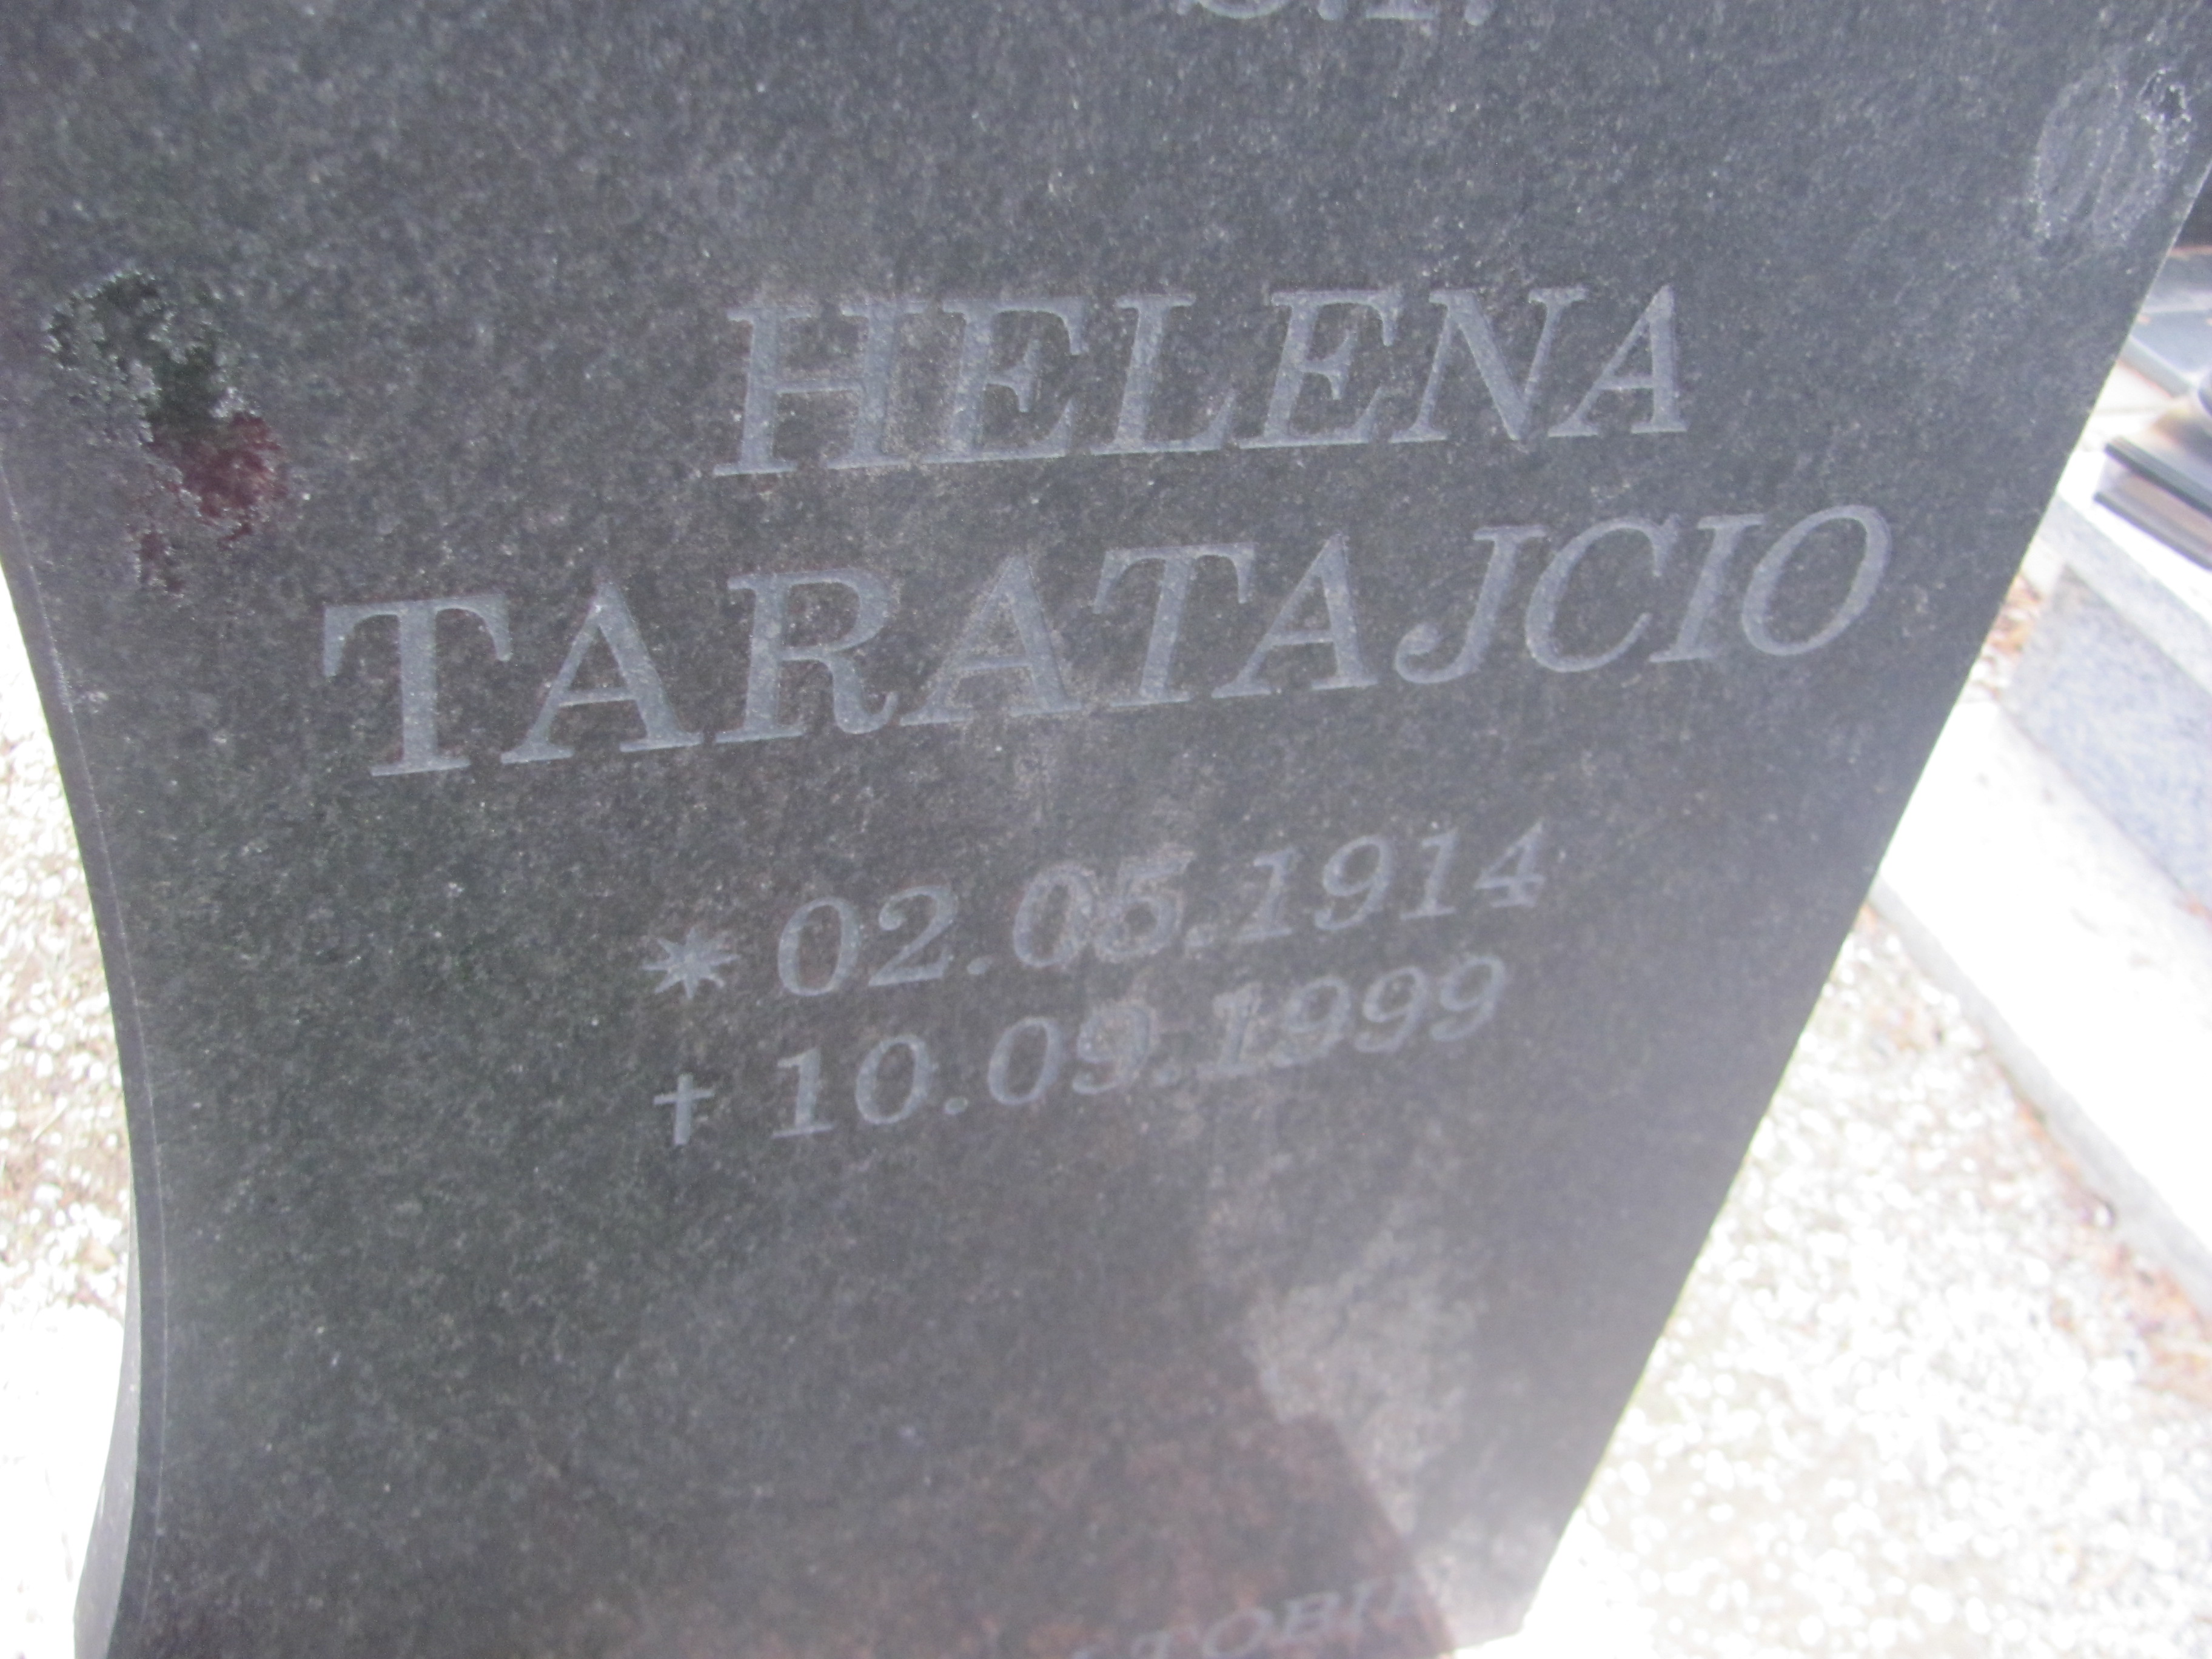 HELENA
TARATAJCIO
* 02.05.1914
† 10.09.1999